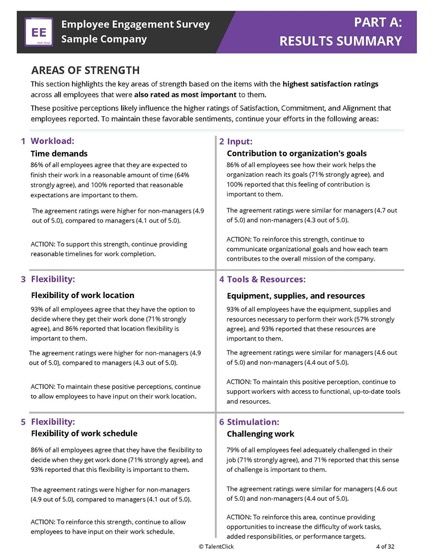 EE
Employee Engagement Survey
Sample Company
PART A:
RESULTS SUMMARY
AREAS OF STRENGTH
This section highlights the key areas of strength based on the items with the highest satisfaction ratings
across all employees that were also rated as most important to them.
These positive perceptions likely influence the higher ratings of Satisfaction, Commitment, and Alignment that
employees reported. To maintain these favorable sentiments, continue your efforts in the following areas:
1 Workload:
Time demands
86% of all employees agree that they are expected to
finish their work in a reasonable amount of time (64%
strongly agree), and 100% reported that reasonable
expectations are important to them.
The agreement ratings were higher for non-managers (4.9
out of 5.0), compared to managers (4.1 out of 5.0).
ACTION: To support this strength, continue providing
reasonable timelines for work completion.
2 Input:
Contribution to organization's goals
86% of all employees see how their work helps the
organization reach its goals (71% strongly agree), and
100% reported that this feeling of contribution is
important to them.
The agreement ratings were similar for managers (4.7 out
of 5.0) and non-managers (4.3 out of 5.0).
ACTION: To reinforce this strength, continue to
communicate organizational goals and how each team
contributes to the overall mission of the company.
3 Flexibility:
Flexibility of work location
93% of all employees agree that they have the option to
decide where they get their work done (71% strongly
agree), and 86% reported that location flexibility is
important to them.
The agreement ratings were higher for non-managers (4.9
out of 5.0), compared to managers (4.3 out of 5.0).
ACTION: To maintain these positive perceptions, continue
to allow employees to have input on their work location.
4 Tools & Resources:
Equipment, supplies, and resources
93% of all employees have the equipment, supplies and
resources necessary to perform their work (57% strongly
agree), and 93% reported that these resources are
important to them.
The agreement ratings were similar for managers (4.6 out
of 5.0) and non-managers (4.4 out of 5.0).
ACTION: To maintain this positive perception, continue to
support workers with access to functional, up-to-date tools
and resources.
5 Flexibility:
Flexibility of work schedule
86% of all employees agree that they have the flexibility to
decide when they get work done (71% strongly agree), and
93% reported that this flexibility is important to them.
The agreement ratings were higher for non-managers
(4.9 out of 5.0), compared to managers (4.1 out of 5.0).
ACTION: To reinforce this strength, continue to allow
employees to have input on their work schedule.
6 Stimulation:
Challenging work
79% of all employees feel adequately challenged in their
job (71% strongly agree), and 71% reported that this sense
of challenge is important to them.
The agreement ratings were similar for managers (4.6 out
of 5.0) and non-managers (4.4 out of 5.0).
ACTION: To reinforce this area, continue providing
opportunities to increase the difficulty of work tasks,
added responsibilities, or performance targets.
© TalentClick
4 of 32